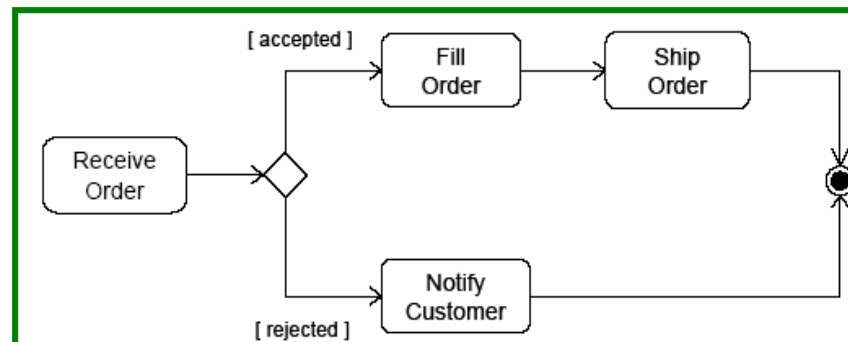 [ accepted ]
Fill
Order
Ship
Order
Receive
Order
Notify
Customer
[ rejected ]